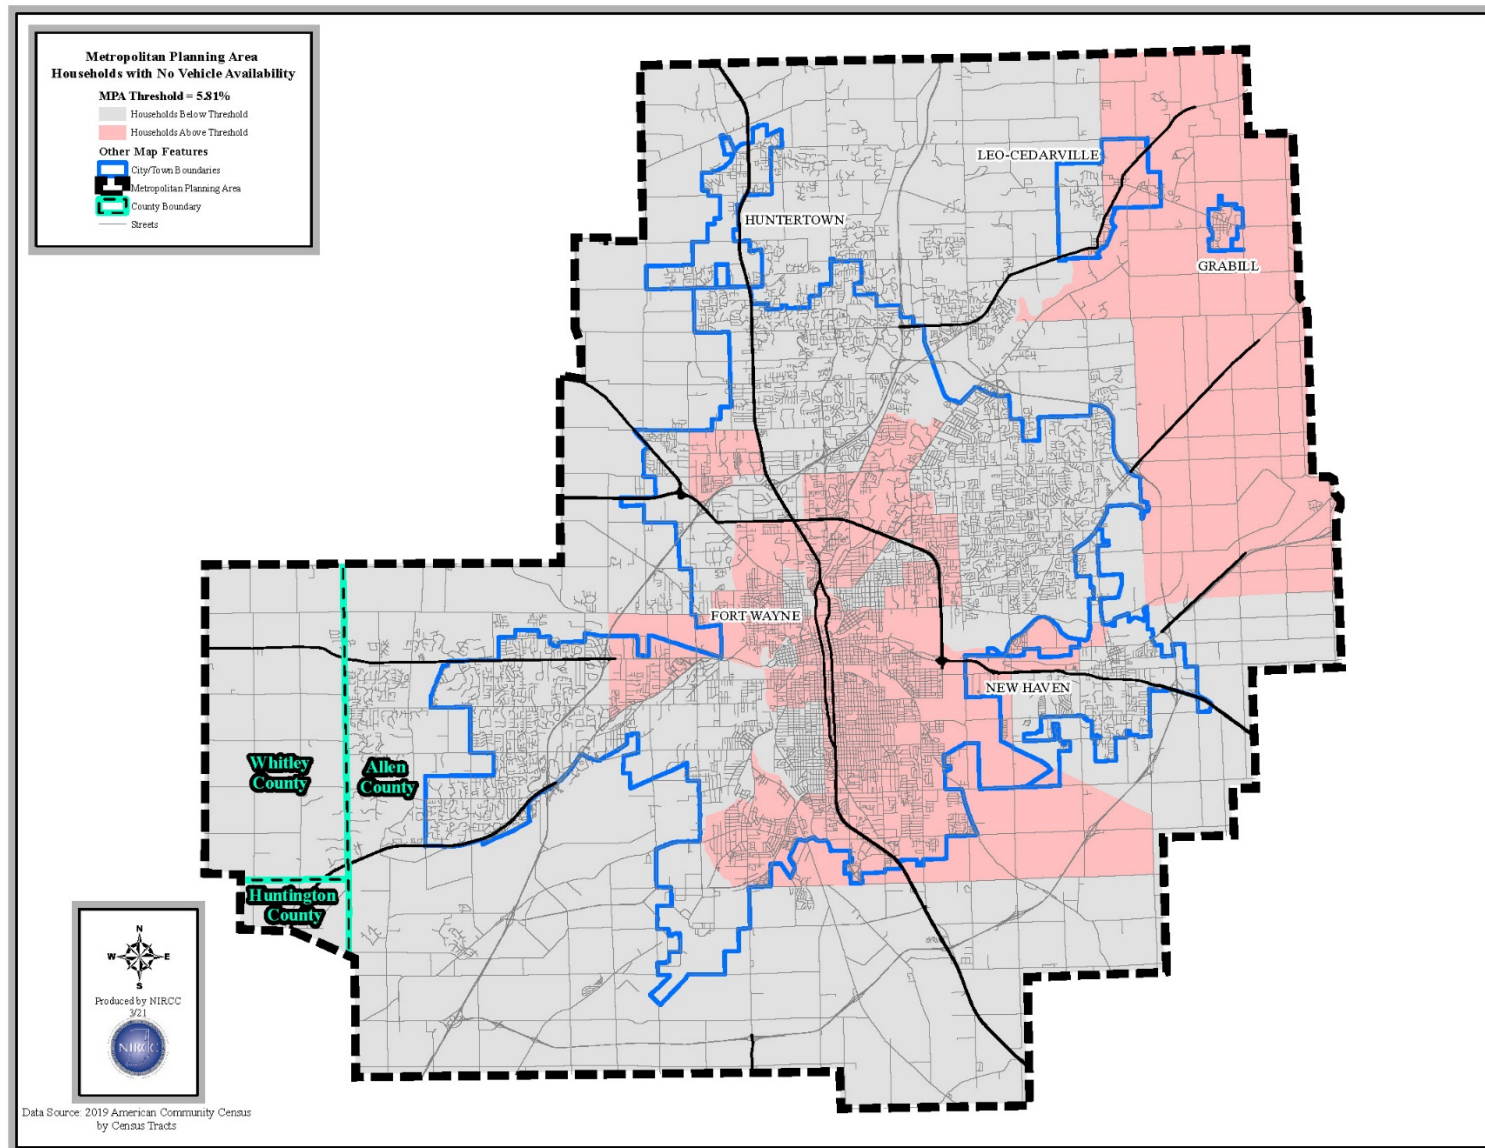 Metropolitan Planning Area
Households with No Vehicle Availability
MPA Threshold = 5.81%
Households Below Threshold
Households Above Threshold
Other Map Features
City/Town Boundaries
Metropolitan Planning Area
County Boundary
Streets
LEO-CEDARVILLE
HUNTERTOWN
GRABILL
FORT WAYNE
NEW HAVEN
Whitley
County
Allen
County
Huntington
County
N
W
E
S
Produced by NIRCC
3/21
NIRCC
Data Source: 2019 American Community Census
by Census Tracts